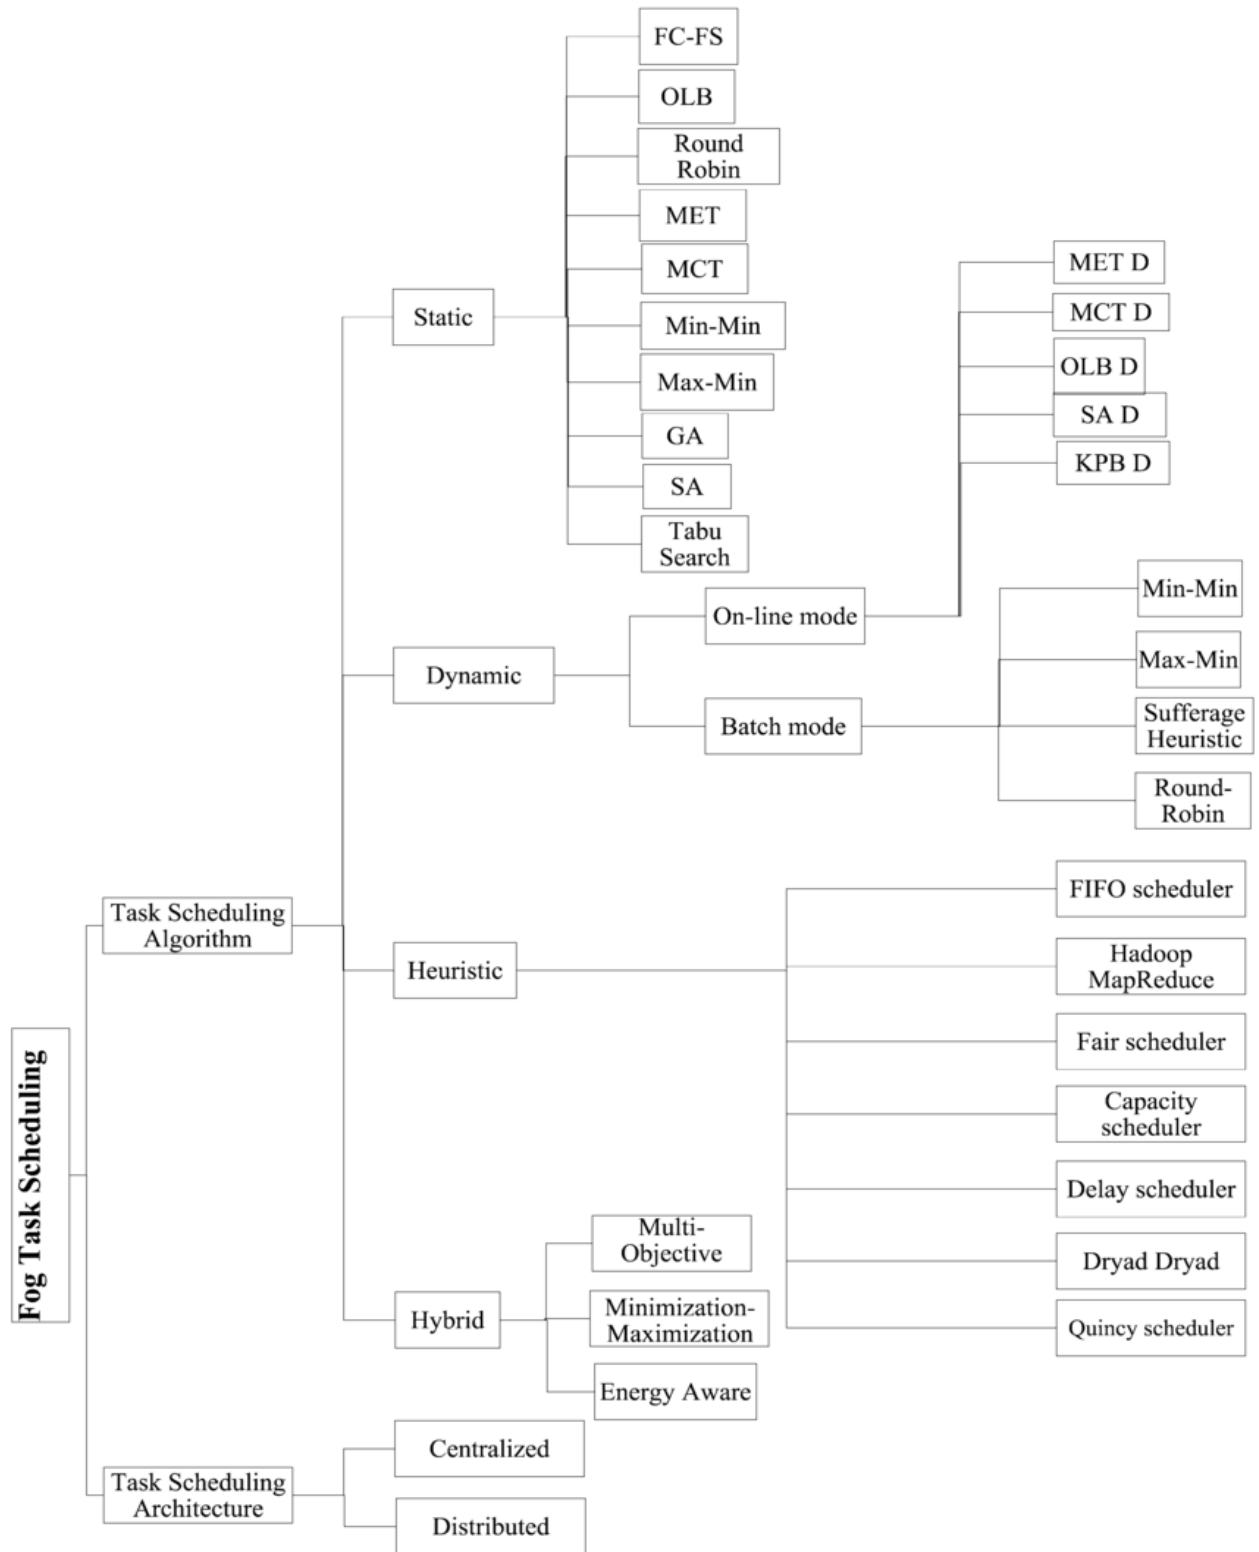 FC-FS
OLB
Round
Robin
MET
MCT
Static
Min-Min
Max-Min
GA
SA
Tabu
Search
MET D
MCT D
OLB D
SA D
KPB D
On-line mode
Dynamic
Batch mode
Min-Min
Max-Min
Sufferage
Heuristic
Round-
Robin
Task Scheduling
Algorithm
Heuristic
FIFO scheduler
Hadoop
MapReduce
Fair scheduler
Capacity
scheduler
Delay scheduler
Dryad Dryad
Quincy scheduler
Fog Task Scheduling
Multi-
Objective
Hybrid
Minimization-
Maximization
Energy Aware
Task Scheduling
Architecture
Centralized
Distributed